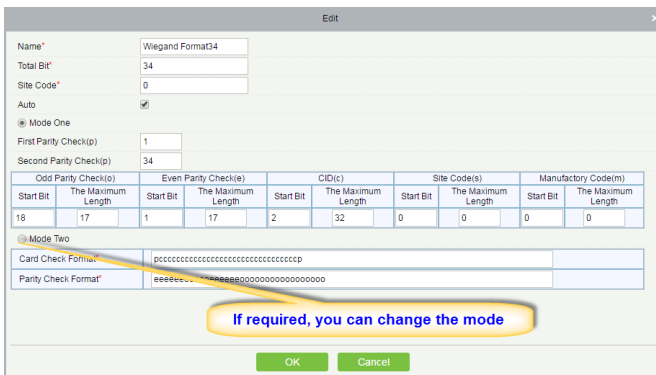 Edit
Name* Wiegand Format34
Total Bit* 34
Site Code* 0
Auto
Mode One
First Parity Check(p) 1
Second Parity Check(p) 34
Odd Parity Check(o) Even Parity Check(e) CID(c) Site Code(s) Manufactory Code(m)
Start Bit The Maximum Length Start Bit The Maximum Length Start Bit The Maximum Length Start Bit The Maximum Length Start Bit The Maximum Length
18 17 1 17 2 32 0 0 0 0
Mode Two
Card Check Format* pccccccccccccccccccccccccccccccccp
Parity Check Format*
If required, you can change the mode
OK Cancel